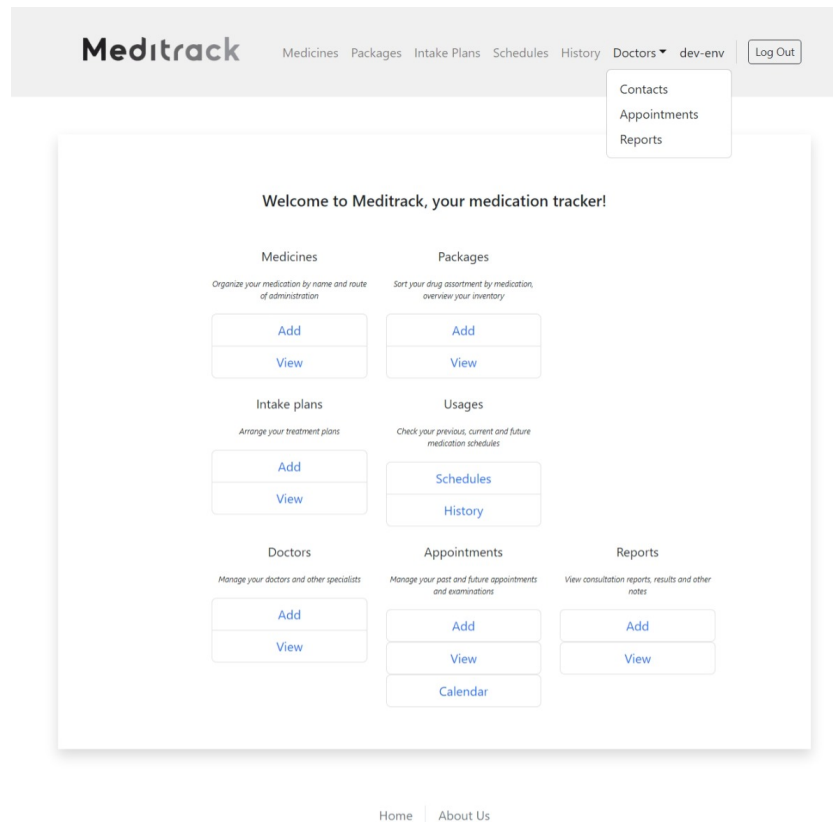 Meditrack
Medicines Packages Intake Plans Schedules History Doctors dev-env Log Out
Contacts
Appointments
Reports
Welcome to Meditrack, your medication tracker!
Medicines
Organize your medication by name and route
of administration
Add
View
Packages
Sort your drug assortment by medication,
overview your inventory
Add
View
Intake plans
Arrange your treatment plans
Add
View
Usages
Check your previous, current and future
medication schedules
Schedules
History
Doctors
Manage your doctors and other specialists
Add
View
Appointments
Manage your past and future appointments
and examinations
Add
View
Calendar
Reports
View consultation reports, results and other
notes
Add
View
Home About Us